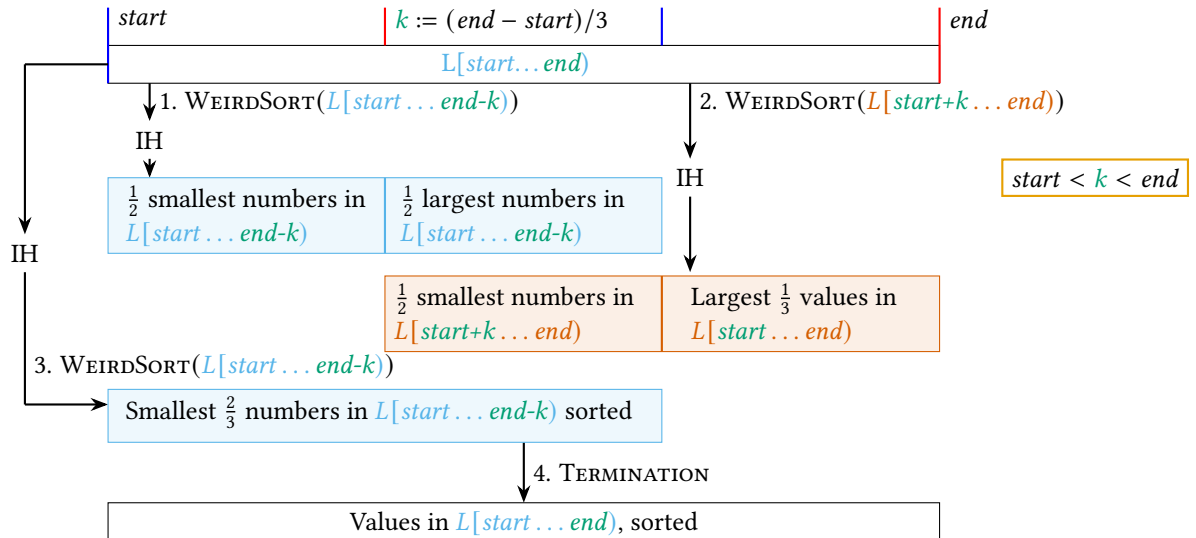 start
k := (end − start)/3
end
L[start... end)
1. WEIRDSORT(L[start ... end-k))
2. WEIRDSORT(L[start+k ... end))
IH
IH
start < k < end
1/2 smallest numbers in
L[start ... end-k)
1/2 largest numbers in
L[start ... end-k)
IH
1/2 smallest numbers in
L[start+k ... end)
Largest 1/3 values in
L[start ... end)
3. WEIRDSORT(L[start ... end-k))
Smallest 2/3 numbers in L[start ... end-k) sorted
4. TERMINATION
Values in L[start ... end), sorted